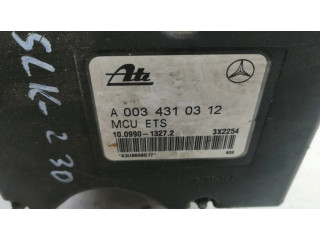 SLK-230
Ate
A 003 431 03 12
MCU ETS
10.0990-1327.2 3X2254